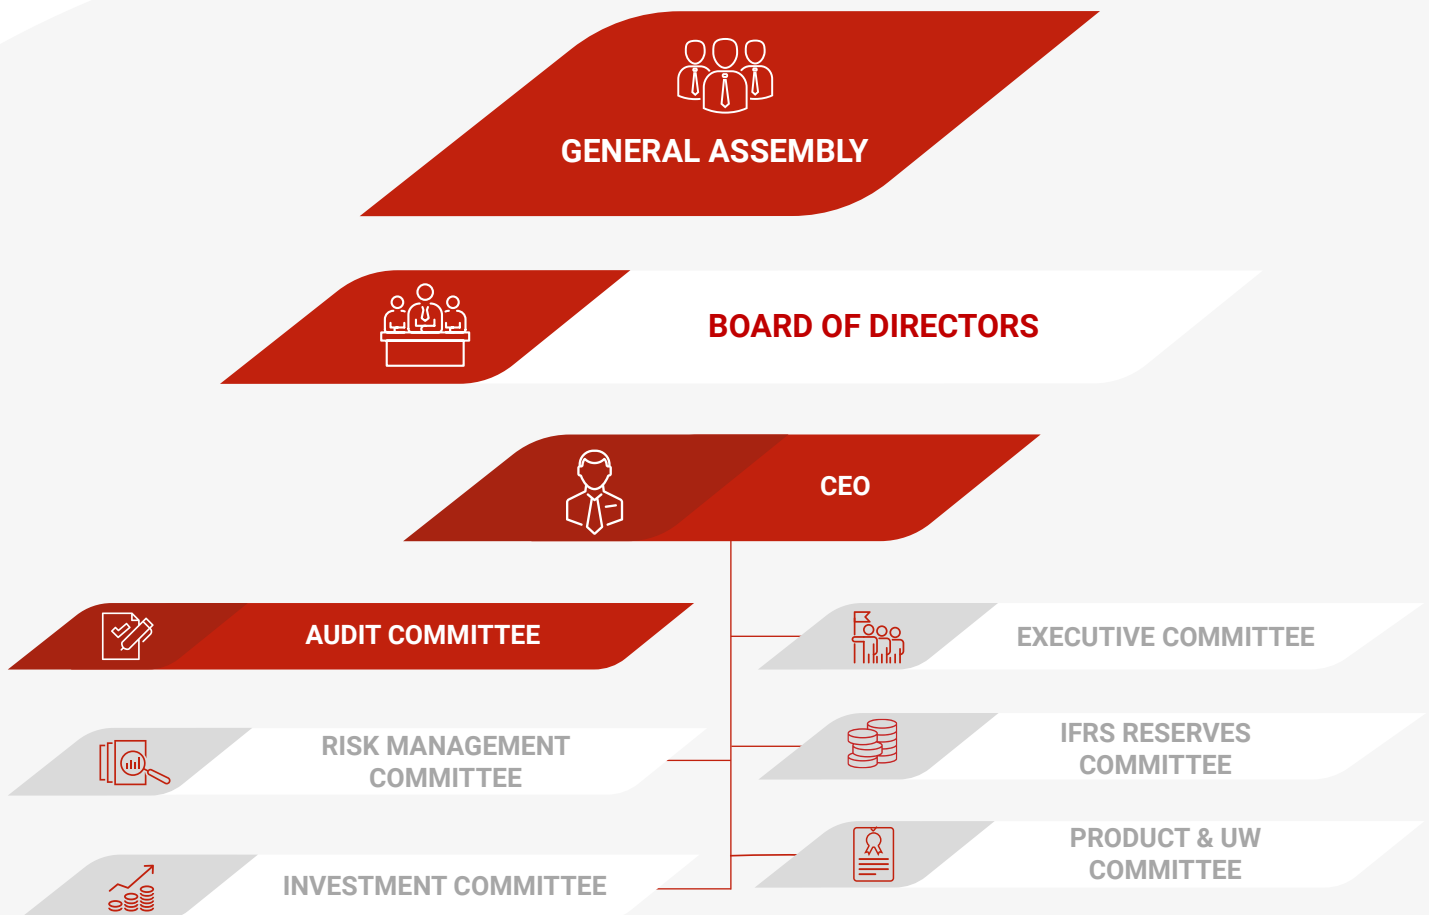 GENERAL ASSEMBLY
BOARD OF DIRECTORS
CEO
AUDIT COMMITTEE
EXECUTIVE COMMITTEE
RISK MANAGEMENT
COMMITTEE
IFRS RESERVES
COMMITTEE
INVESTMENT COMMITTEE
PRODUCT & UW
COMMITTEE